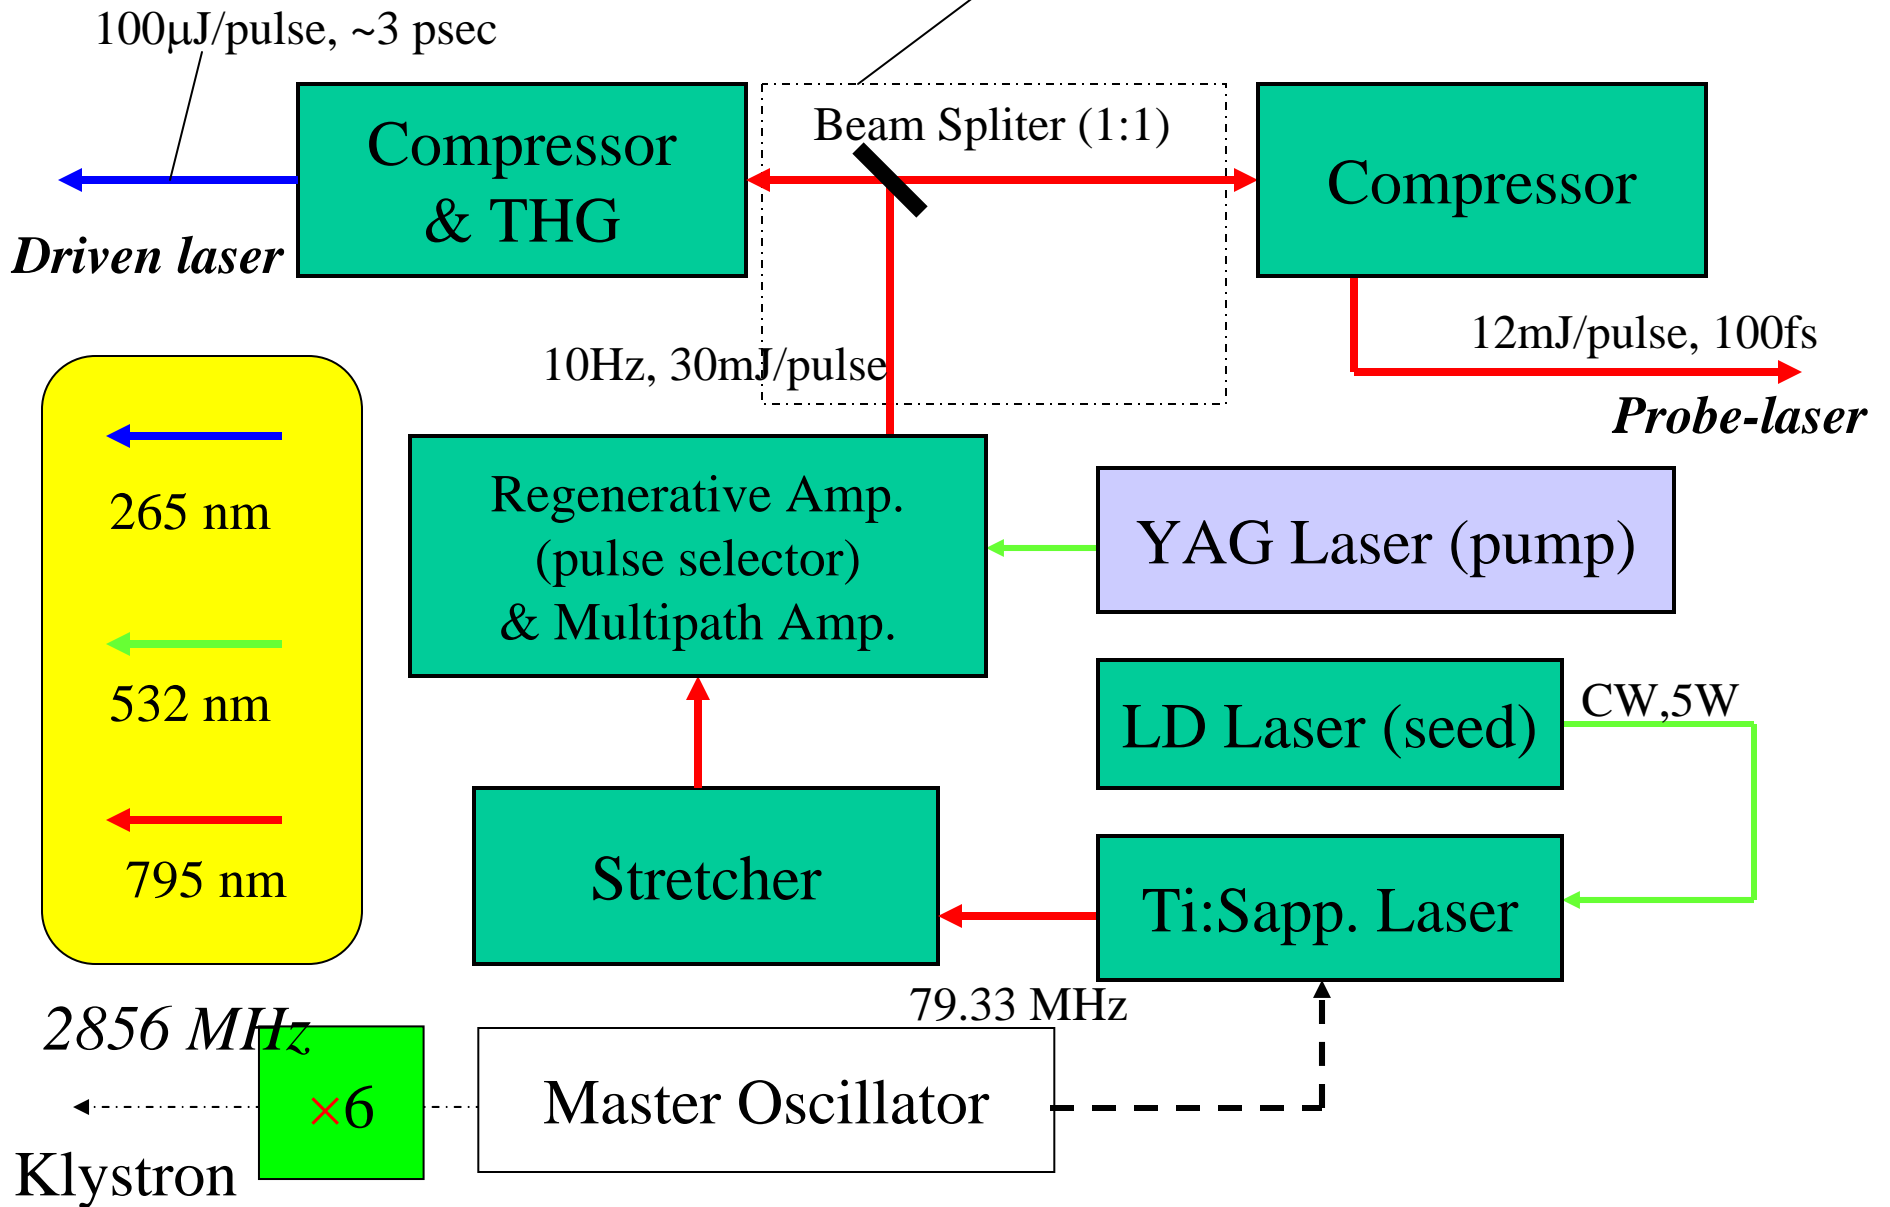 100μJ/pulse, ~3 psec
Beam Spliter (1:1)
Compressor
& THG
Compressor
Driven laser
12mJ/pulse, 100fs
10Hz, 30mJ/pulse
Probe-laser
265 nm
532 nm
795 nm
Regenerative Amp.
(pulse selector)
& Multipath Amp.
YAG Laser (pump)
LD Laser (seed)
CW,5W
Stretcher
Ti:Sapp. Laser
79.33 MHz
2856 MHz
×6
Master Oscillator
Klystron